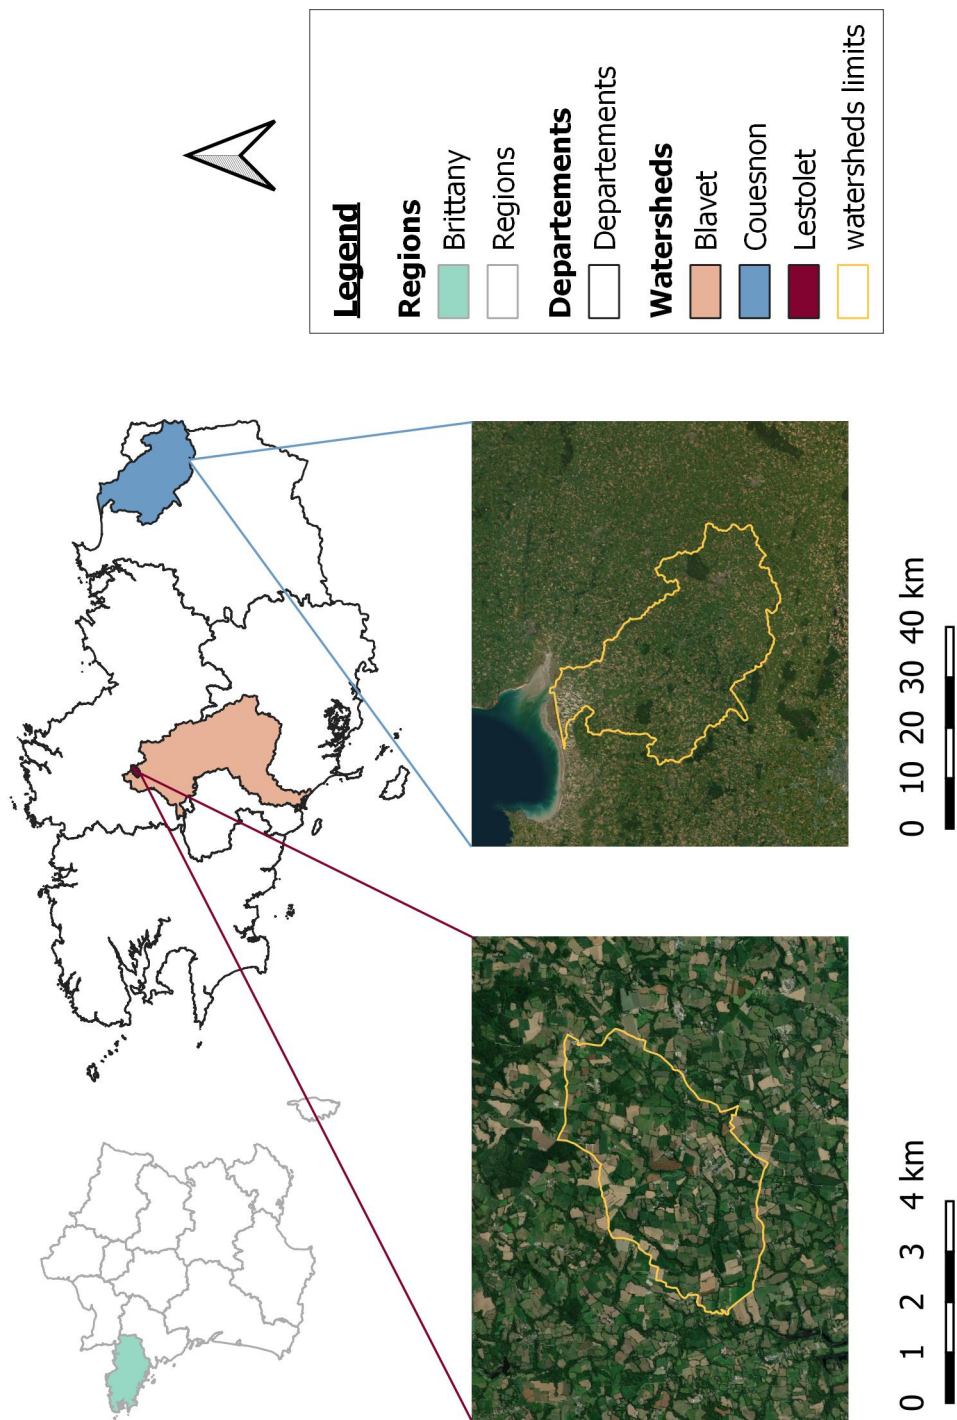 Legend
Regions
Brittany
Regions
Departements
Departements
Watersheds
Blavet
Couesnon
Lestolet
watersheds limits
0 1 2 3 4 km
0 10 20 30 40 km